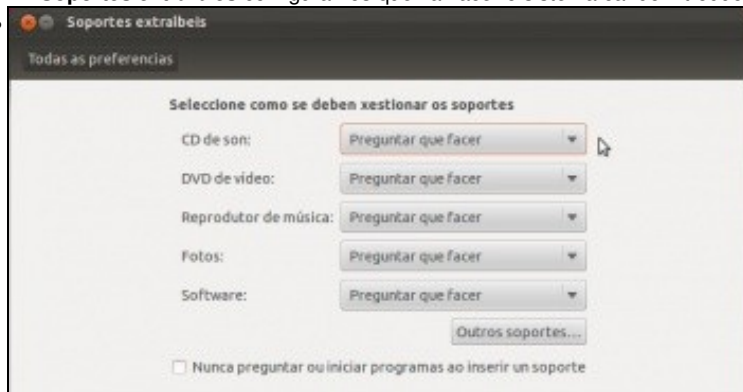 Soportes extraíbeis
Todas as preferencias
Seleccione como se deben xestionar os soportes
CD de son: Preguntar que facer
DVD de vídeo: Preguntar que facer
Reprodutor de música: Preguntar que facer
Fotos: Preguntar que facer
Software: Preguntar que facer
Outros soportes...
Nunca preguntar ou iniciar programas ao inserir un soporte